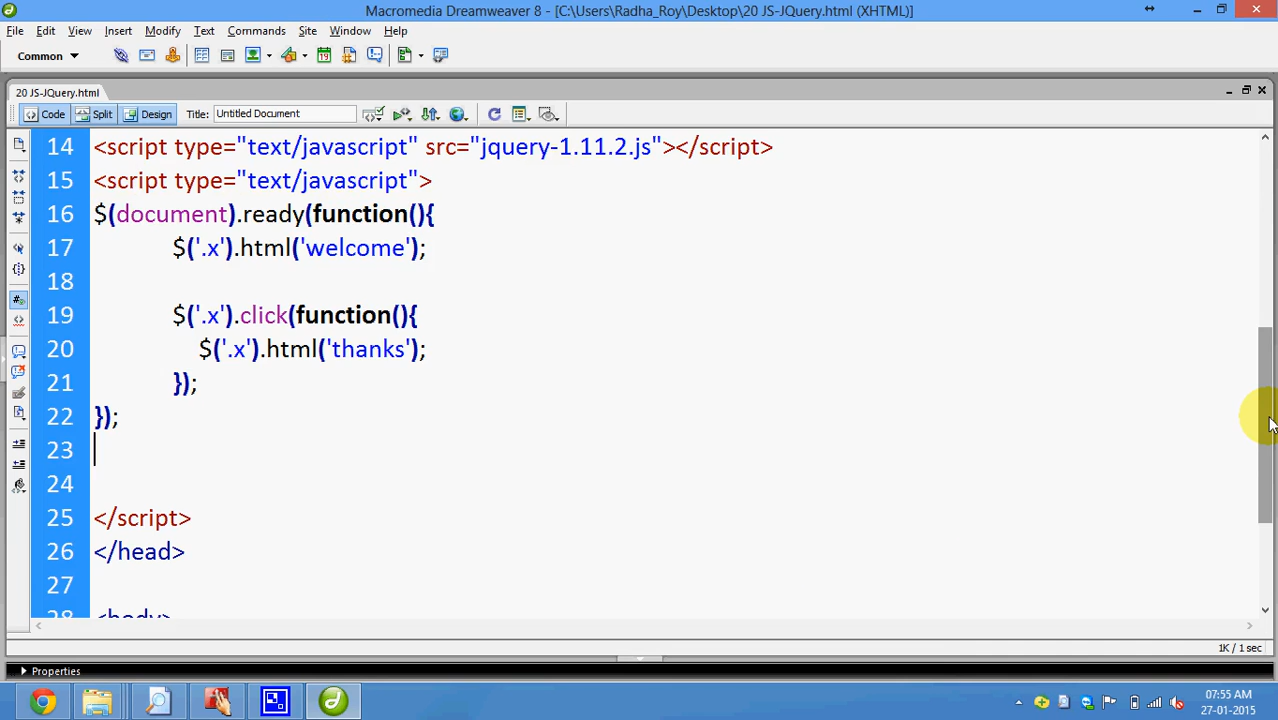 Macromedia Dreamweaver 8 - [C:\Users\Radha_Roy\Desktop\20 JS-JQuery.html (XHTML)]
File Edit View Insert Modify Text Commands Site Window Help
Common
20 JS-JQuery.html
Code Split Design Title: Untitled Document
14 <script type="text/javascript" src="jquery-1.11.2.js"></script>
15 <script type="text/javascript">
16 $(document).ready(function(){
17 $('.x').html('welcome');
18
19 $('.x').click(function(){
20 $('.x').html('thanks');
21 });
22 });
23
24
25 </script>
26 </head>
27
28 <body>
1K / 1 sec
Properties
07:55 AM
27-01-2015